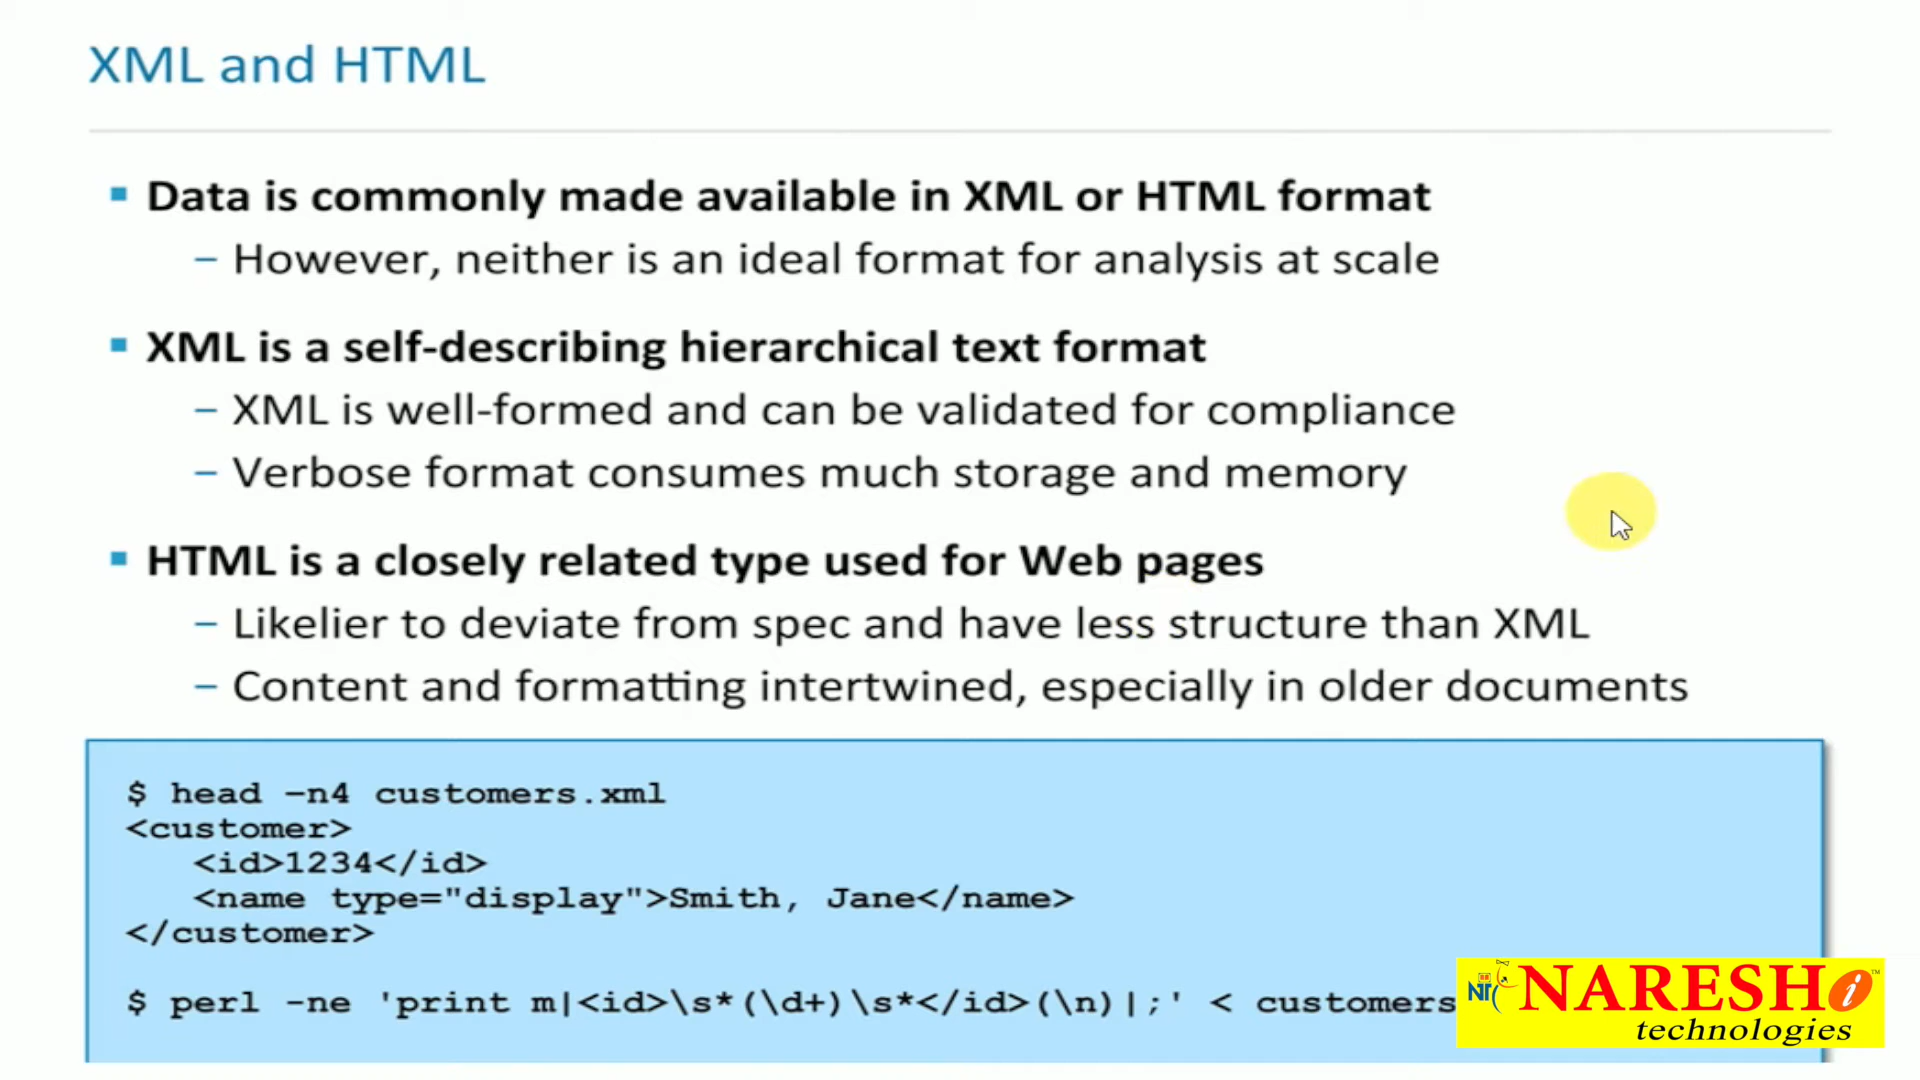 XML and HTML
Data is commonly made available in XML or HTML format
– However, neither is an ideal format for analysis at scale
XML is a self-describing hierarchical text format
– XML is well-formed and can be validated for compliance
– Verbose format consumes much storage and memory
HTML is a closely related type used for Web pages
– Likelier to deviate from spec and have less structure than XML
– Content and formatting intertwined, especially in older documents
$ head –n4 customers.xml
<customer>
<id>1234</id>
<name type="display">Smith, Jane</name>
</customer>
$ perl -ne 'print m|<id>\s*(\d+)\s*</id>(\n)|;' < customers
NT NARESH i ™
technologies